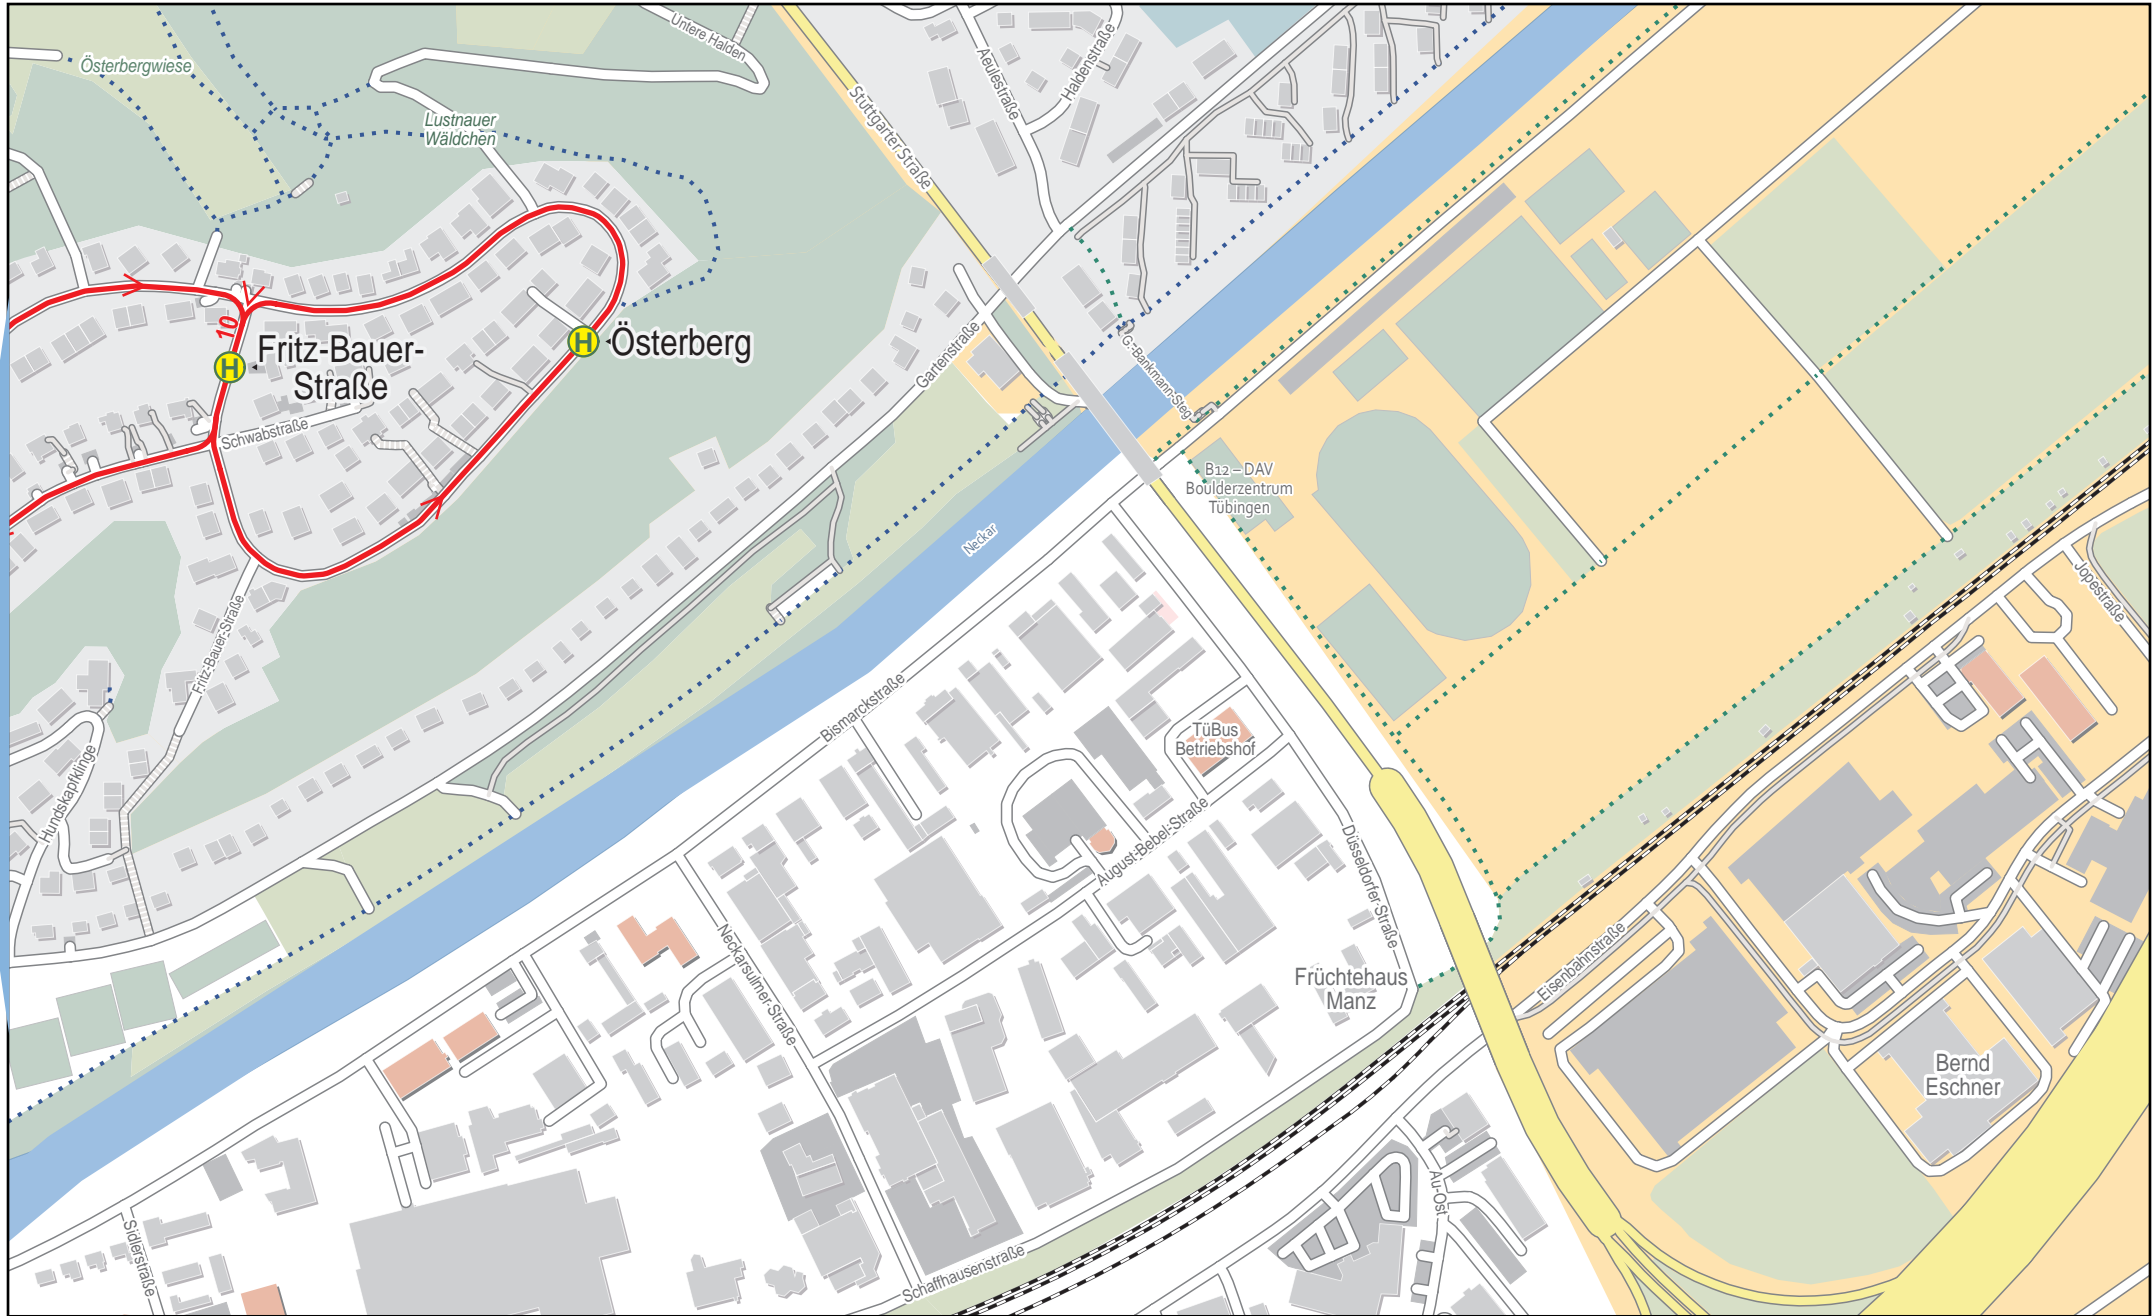 Untere Halden
Österbergwiese
Lustnauer
Wäldchen
Stuttgarter Straße
Aeulestraße
Haldenstraße
10
Fritz-Bauer-
Straße
H
H
Österberg
Schwabstraße
Gartenstraße
G.-Bankmann-Steg
B12 – DAV
Boulderzentrum
Tübingen
Neckar
Jopestraße
Fritz-Bauer-Straße
Hundskapfklinge
Bismarckstraße
TüBus
Betriebshof
August-Bebel-Straße
Düsseldorfer Straße
Neckarsulmer Straße
Früchtehaus
Manz
Eisenbahnstraße
Bernd
Eschner
Au-Ost
Sidlerstraße
Schaffhausenstraße